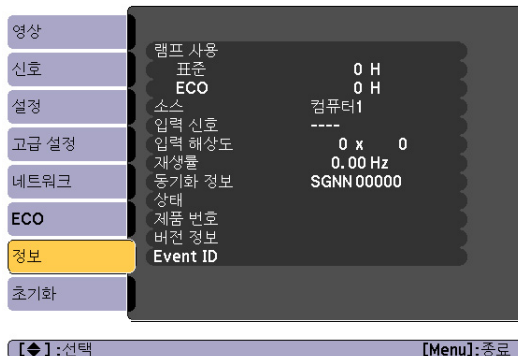 영상
신호
설정
고급 설정
네트워크
ECO
정보
초기화
램프 사용
표준 0 H
ECO 0 H
소스 컴퓨터1
입력 신호 ----
입력 해상도 0 x 0
재생률 0.00 Hz
동기화 정보 SGNN 00000
상태
제품 번호
버전 정보
Event ID
[◆]:선택 [Menu]:종료